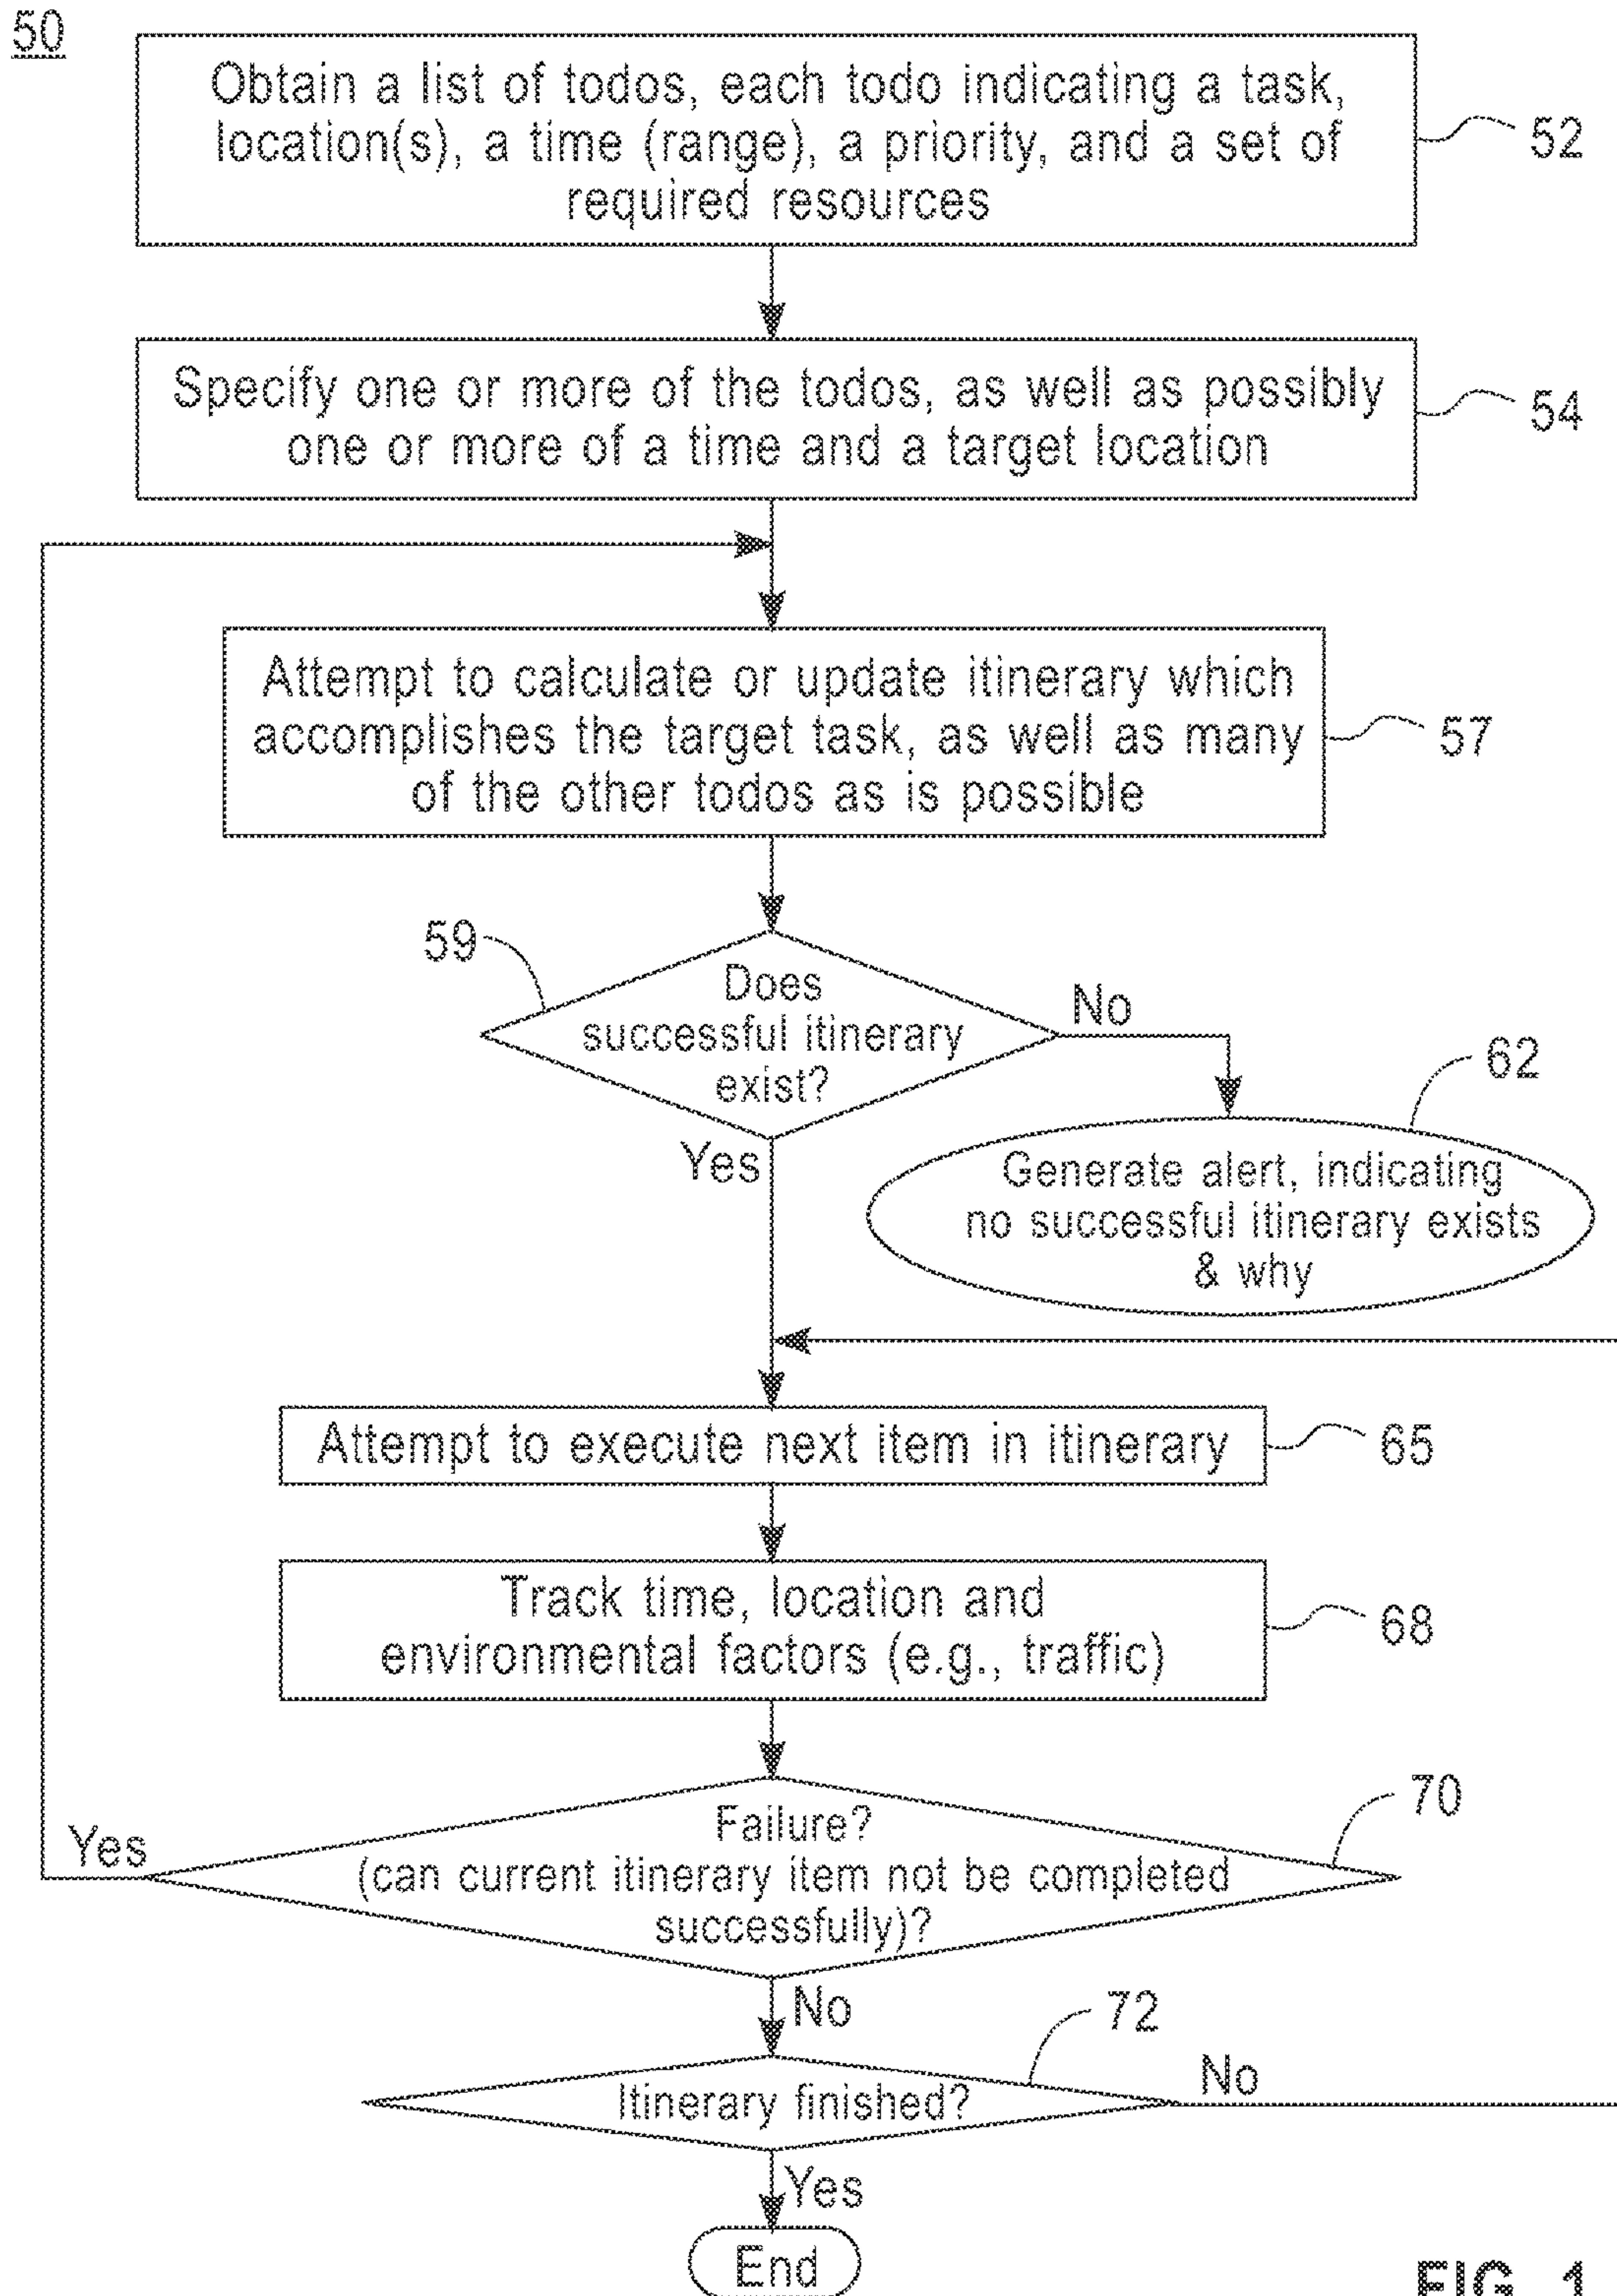 50
Obtain a list of todos, each todo indicating a task,
location(s), a time (range), a priority, and a set of
required resources
52
Specify one or more of the todos, as well as possibly
one or more of a time and a target location
54
Attempt to calculate or update itinerary which
accomplishes the target task, as well as many
of the other todos as is possible
57
59
Does
successful itinerary
exist?
No
Yes
62
Generate alert, indicating
no successful itinerary exists
& why
Attempt to execute next item in itinerary
65
Track time, location and
environmental factors (e.g., traffic)
68
70
Failure?
(can current itinerary item not be completed
successfully)?
Yes
No
72
Itinerary finished?
No
Yes
End
FIG. 1